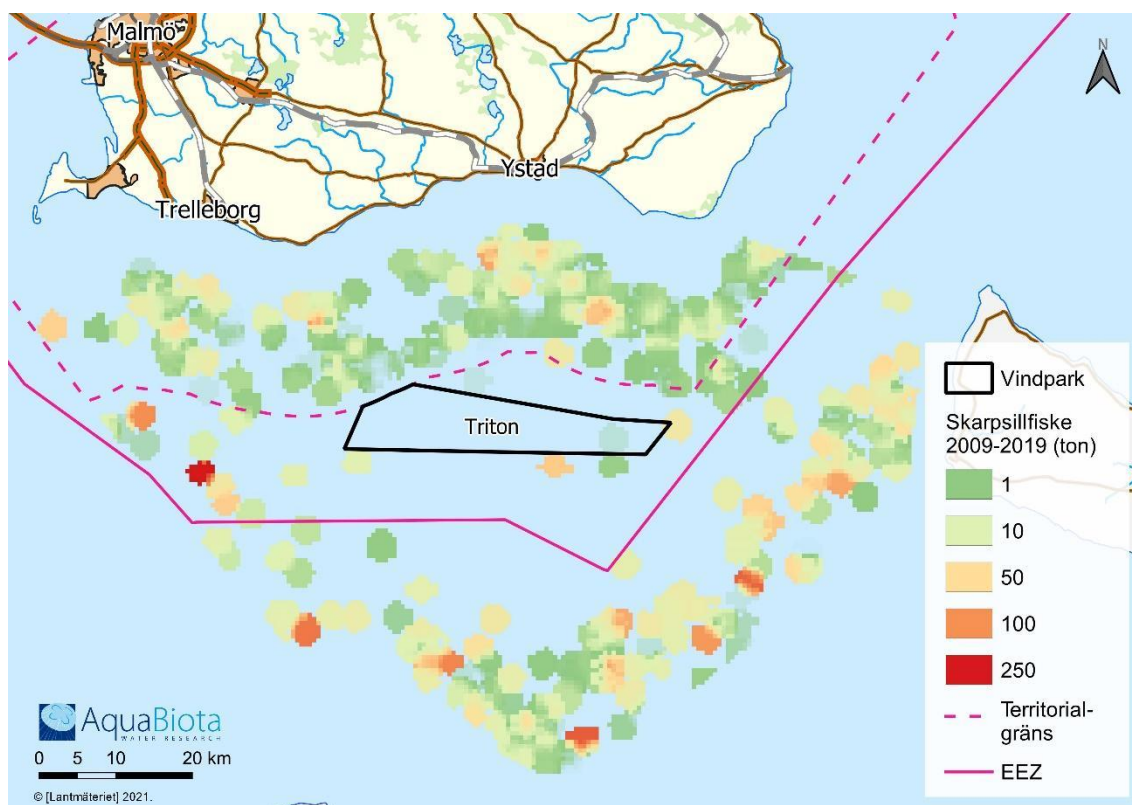 Malmö
N
Ystad
Trelleborg
Vindpark
Triton
Skarpsillfiske
2009-2019 (ton)
1
10
50
100
250
Territorial-
gräns
EEZ
AquaBiota
WATER RESEARCH
0 5 10 20 km
© [Lantmäteriet] 2021.